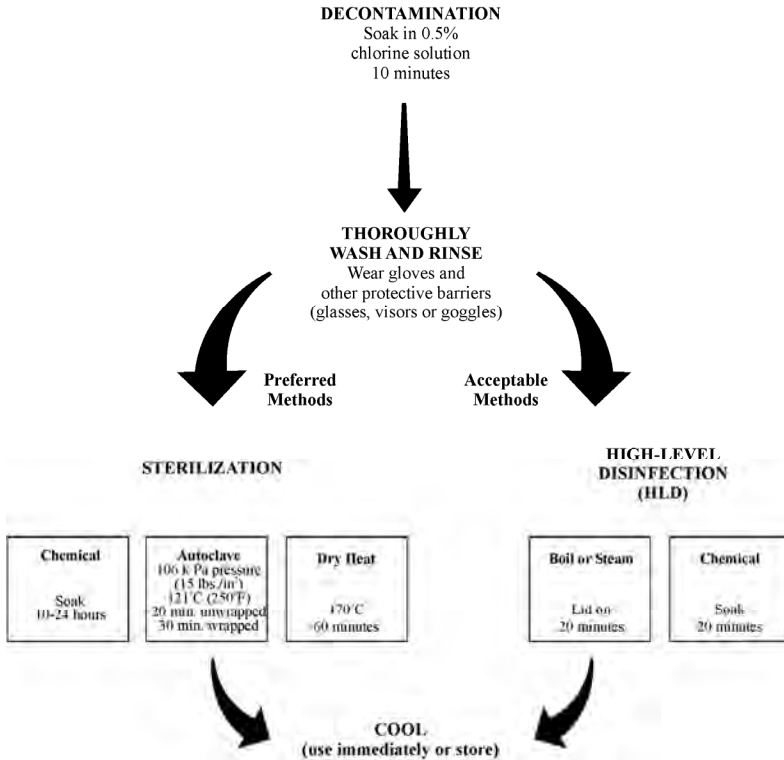 DECONTAMINATION
Soak in 0.5%
chlorine solution
10 minutes
THOROUGHLY
WASH AND RINSE
Wear gloves and
other protective barriers
(glasses, visors or goggles)
Preferred
Methods
Acceptable
Methods
STERILIZATION
HIGH-LEVEL
DISINFECTION
(HLD)
Chemical
Soak
10-24 hours
Autoclave
106 k Pa pressure
(15 lbs./in²)
121°C (250°F)
20 min. unwrapped
30 min. wrapped
Dry Heat
170°C
60 minutes
Boil or Steam
Lid on
20 minutes
Chemical
Soak
20 minutes
COOL
(use immediately or store)